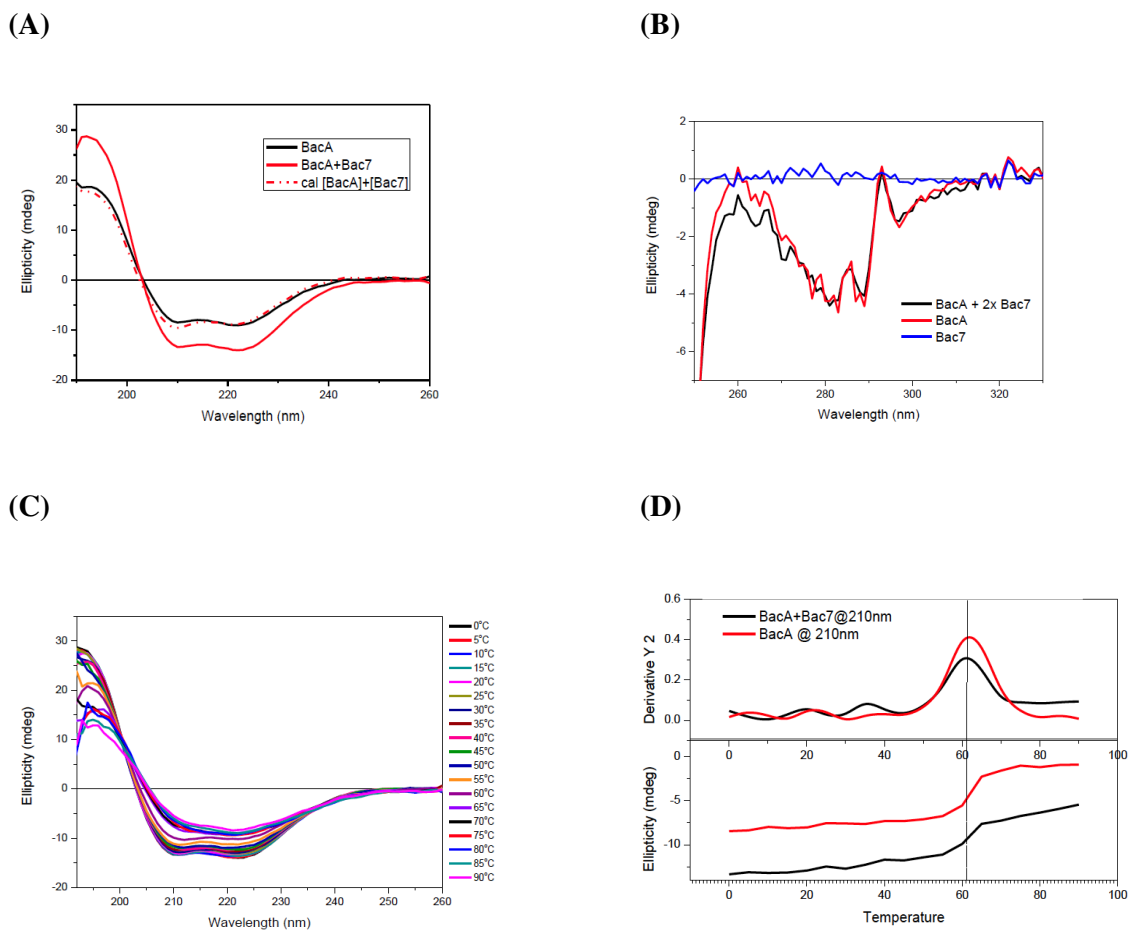 (A)
(B)
30
20
10
0
-10
-20
200
220
240
260
Ellipticity (mdeg)
Wavelength (nm)
BacA
BacA+Bac7
cal [BacA]+[Bac7]
2
0
-2
-4
-6
260
280
300
320
Ellipticity (mdeg)
Wavelength (nm)
BacA + 2x Bac7
BacA
Bac7
(C)
(D)
30
20
10
0
-10
-20
200
210
220
230
240
250
260
Ellipticity (mdeg)
Wavelength (nm)
0°C
5°C
10°C
15°C
20°C
25°C
30°C
35°C
40°C
45°C
50°C
55°C
60°C
65°C
70°C
75°C
80°C
85°C
90°C
0.6
0.4
0.2
0.0
Derivative Y 2
BacA+Bac7@210nm
BacA @ 210nm
0
20
40
60
80
100
0
-5
-10
Ellipticity (mdeg)
0
20
40
60
80
100
Temperature